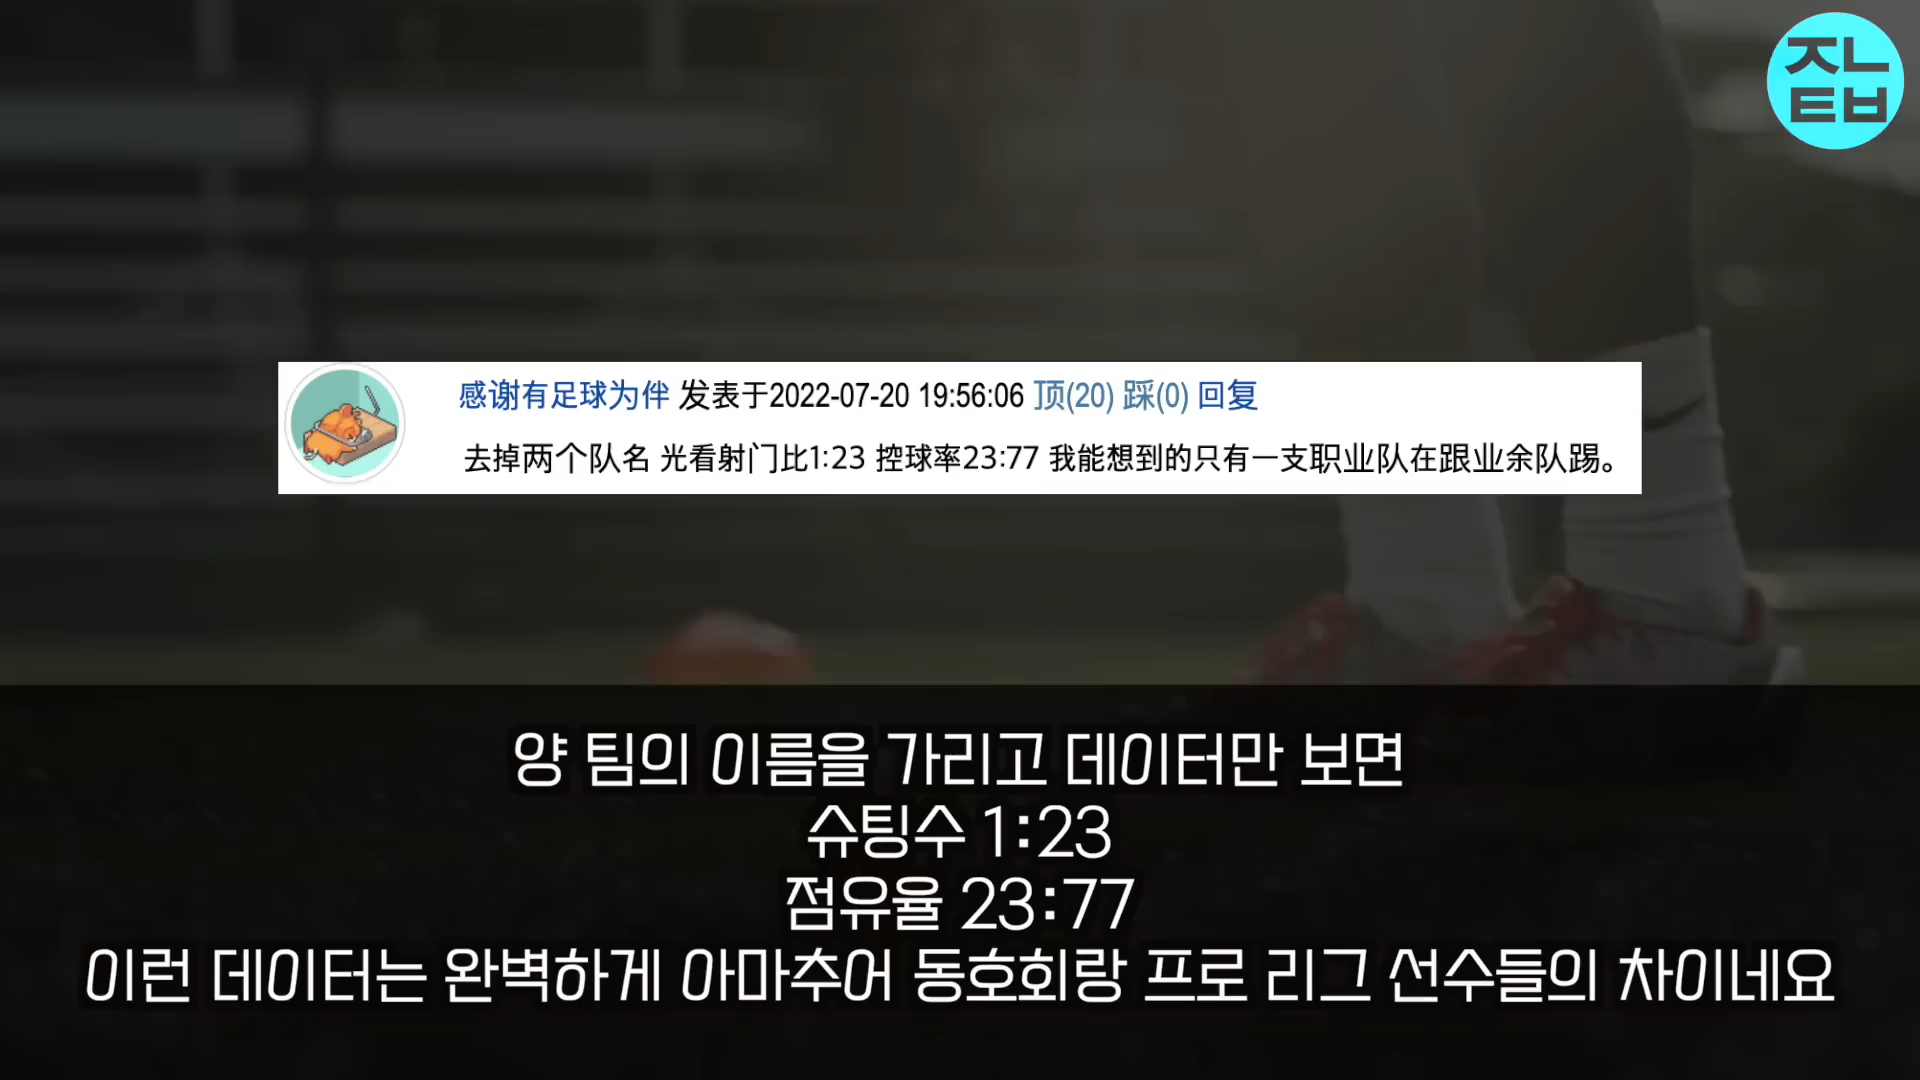 잡식
튜브
感谢有足球为伴 发表于2022-07-20 19:56:06 顶(20) 踩(0) 回复
去掉两个队名 光看射门比1:23 控球率23:77 我能想到的只有一支职业队在跟业余队踢。
양 팀의 이름을 가리고 데이터만 보면
슈팅수 1:23
점유율 23:77
이런 데이터는 완벽하게 아마추어 동호회랑 프로 리그 선수들의 차이네요